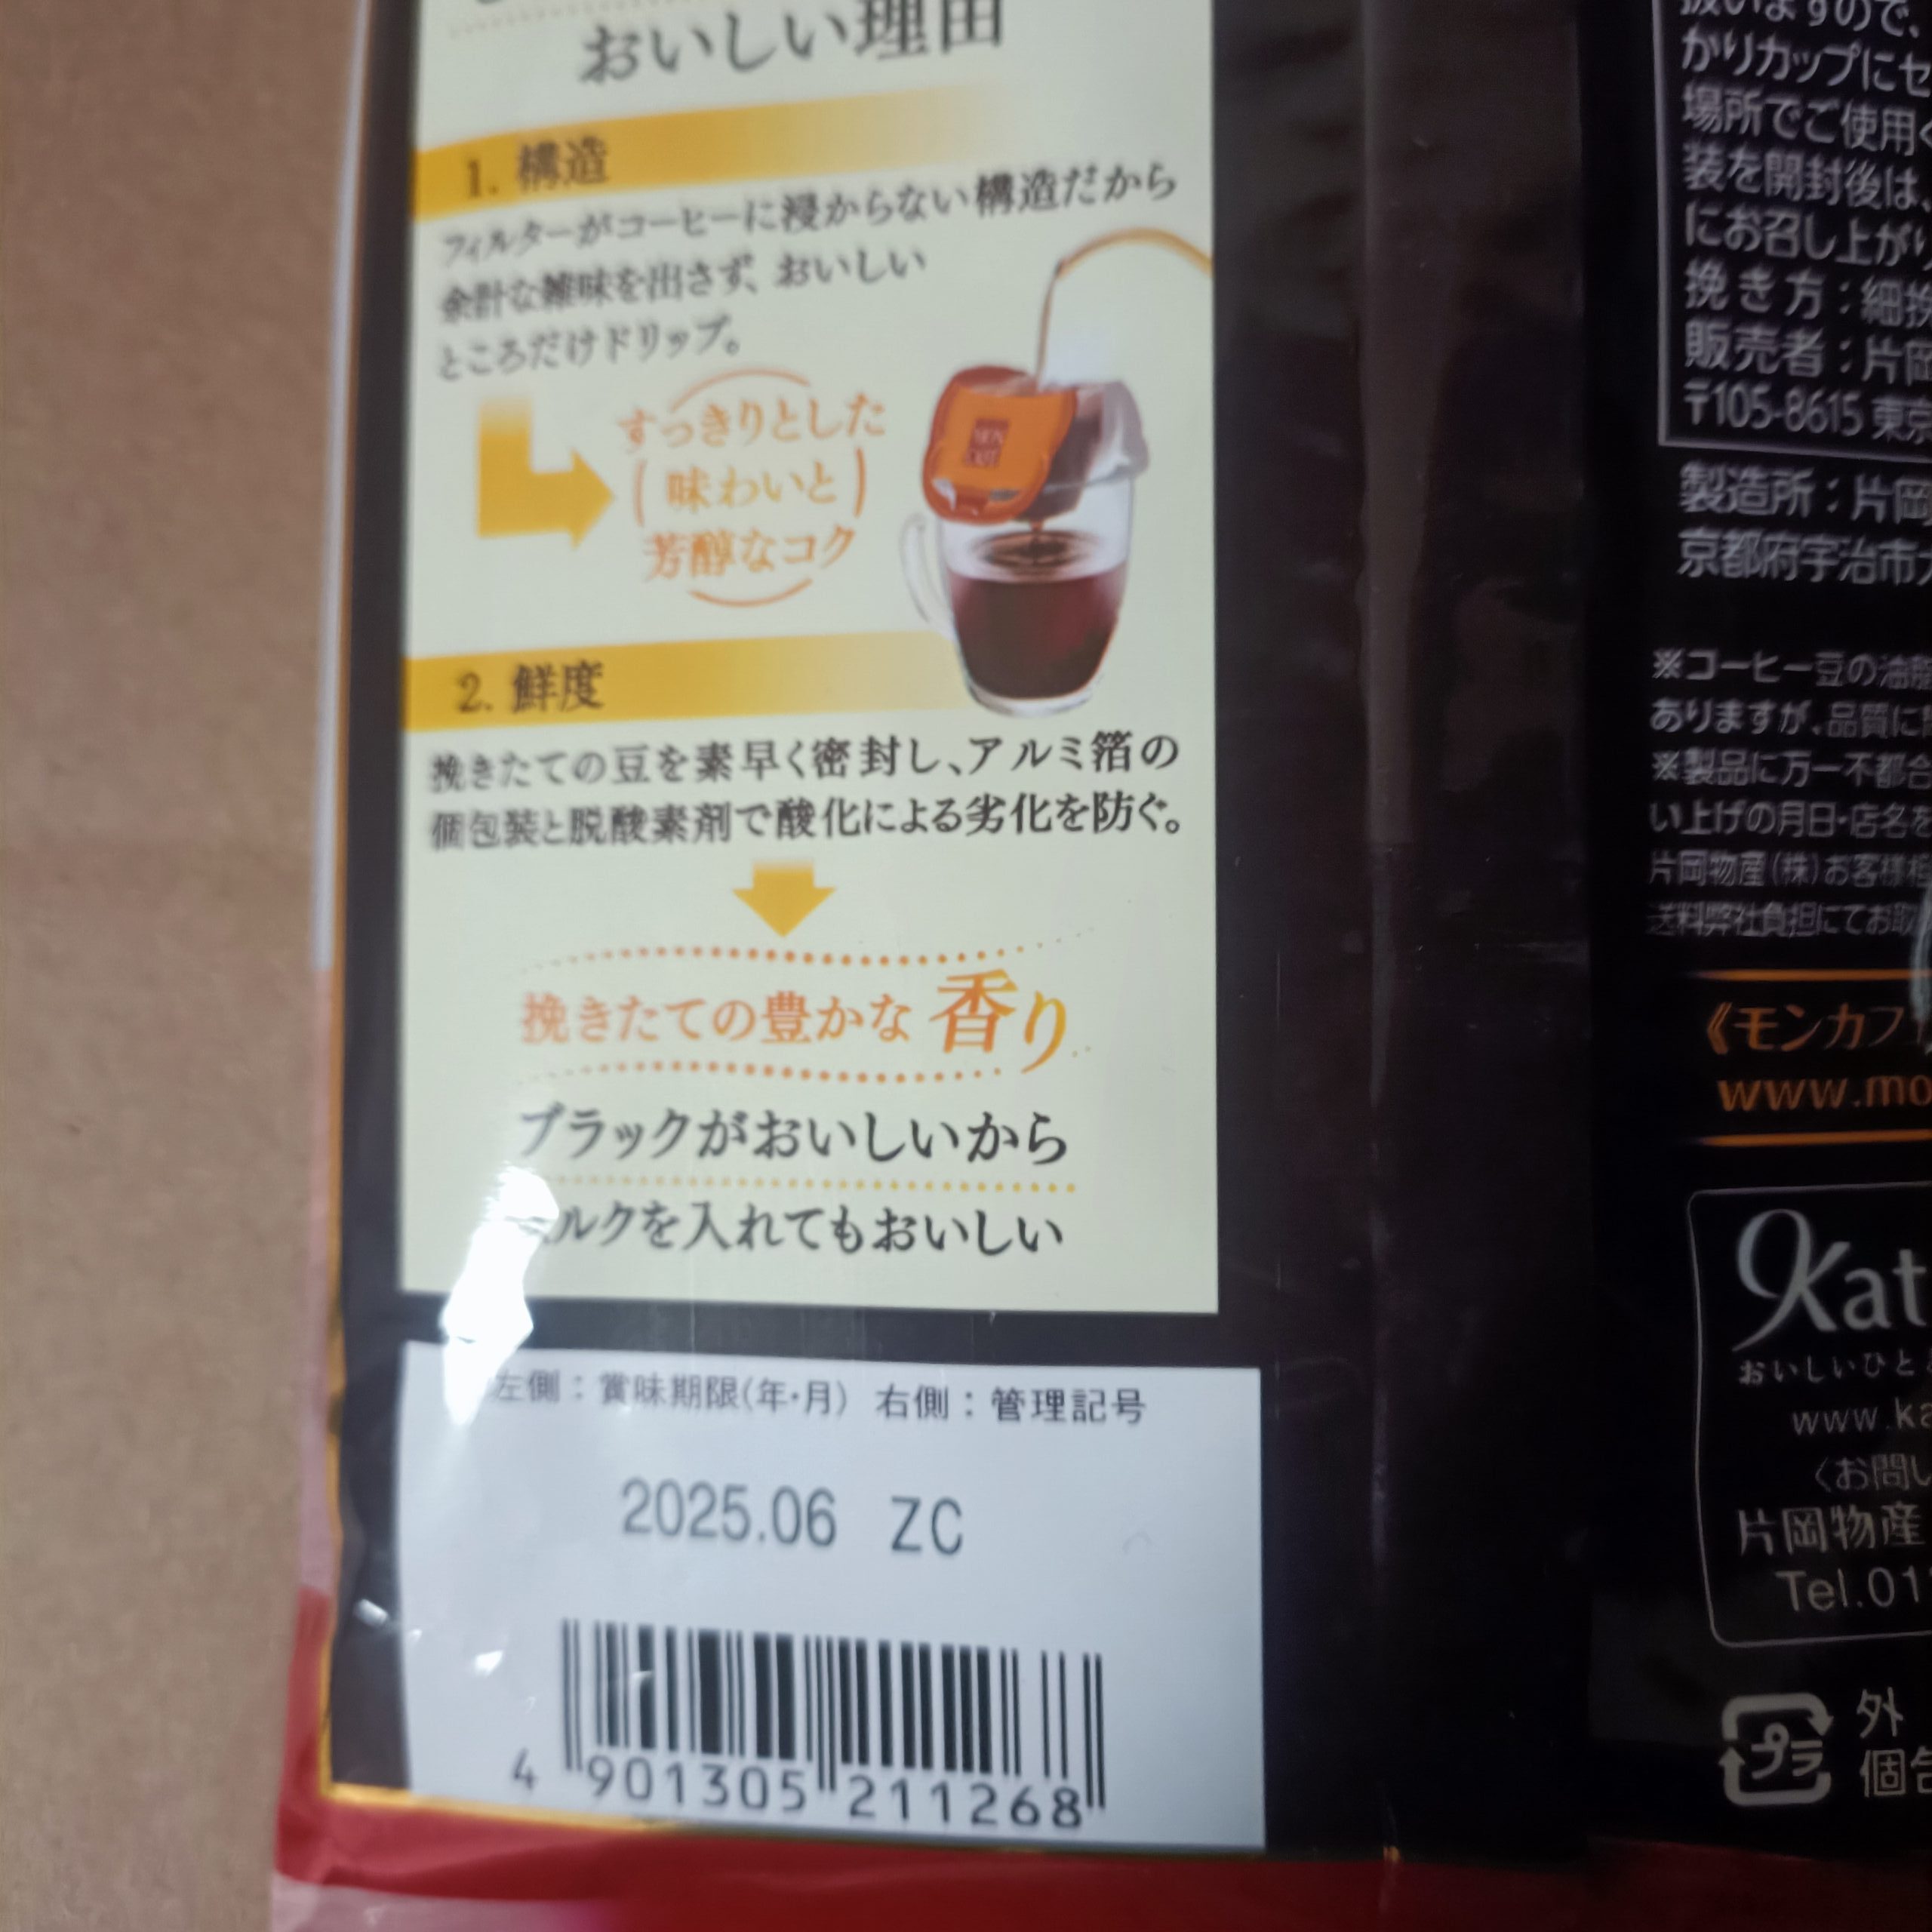 おいしい理由
1. 構造
フィルターがコーヒーに浸からない構造だから
余計な雑味を出さず、おいしい
ところだけドリップ。
すっきりとした
味わいと
芳醇なコク
2. 鮮度
挽きたての豆を素早く密封し、アルミ箔の
個包装と脱酸素剤で酸化による劣化を防ぐ。
挽きたての豊かな香り
ブラックがおいしいから
ルクを入れてもおいしい
左側：賞味期限(年・月) 右側：管理記号
2025.06 ZC
4 901305 211268
扱いますので、
かりカップにセ
場所でご使用く
装を開封後は、
にお召し上がり
挽き方：細挽
販売者：片岡
〒105-8615 東京
製造所：片岡
京都府宇治市
※コーヒー豆の油脂
ありますが、品質に
※製品に万一不都合
い上げの月日・店名を
片岡物産(株)お客様相
送料弊社負担にてお取
《モンカフェ
www.mo
Kat
おいしいひと
www.ka
〈お問い
片岡物産
Tel.01
プラ
外
個包